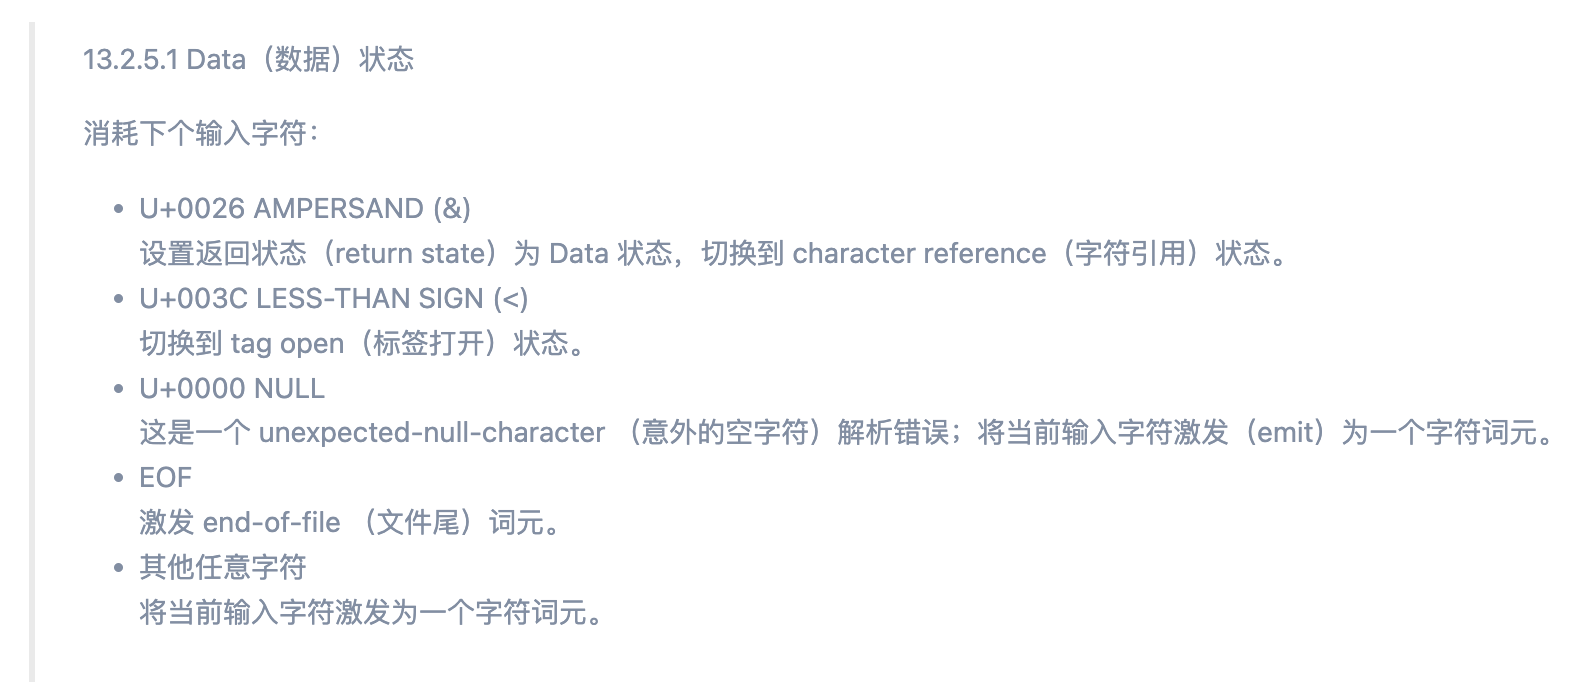 13.2.5.1 Data（数据）状态
消耗下个输入字符：
• U+0026 AMPERSAND (&)
设置返回状态（return state）为 Data 状态，切换到 character reference（字符引用）状态。
• U+003C LESS-THAN SIGN (<)
切换到 tag open（标签打开）状态。
• U+0000 NULL
这是一个 unexpected-null-character （意外的空字符）解析错误；将当前输入字符激发（emit）为一个字符词元。
• EOF
激发 end-of-file （文件尾）词元。
• 其他任意字符
将当前输入字符激发为一个字符词元。